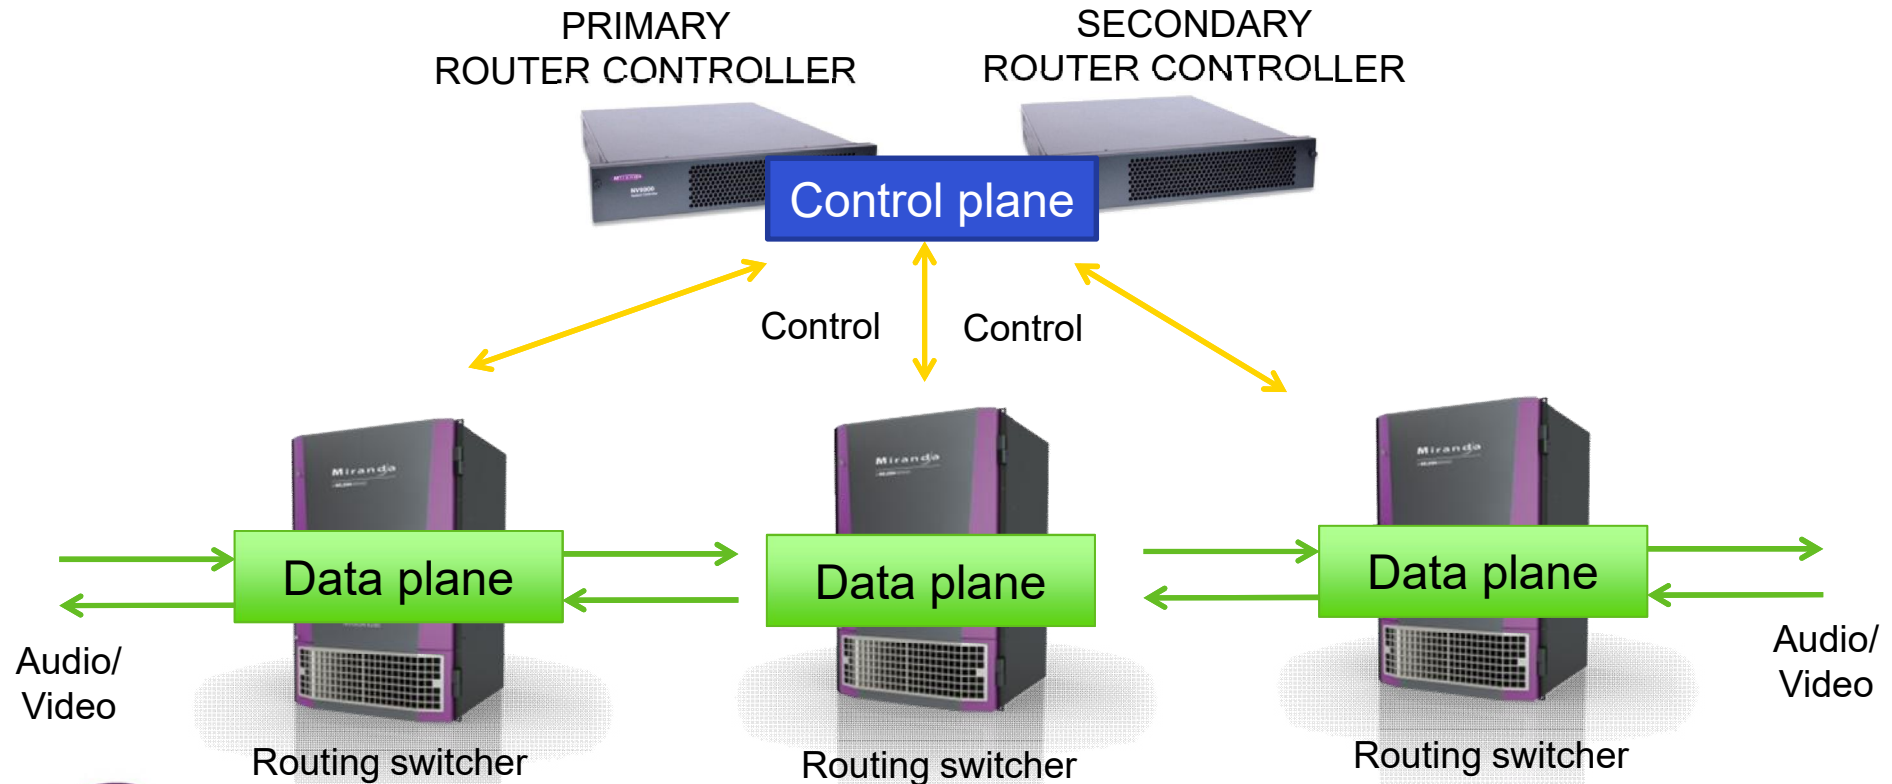 PRIMARY
ROUTER CONTROLLER
SECONDARY
ROUTER CONTROLLER
Control plane
Control
Control
Miranda
Miranda
Miranda
Data plane
Data plane
Data plane
Audio/
Video
Audio/
Video
Routing switcher
Routing switcher
Routing switcher